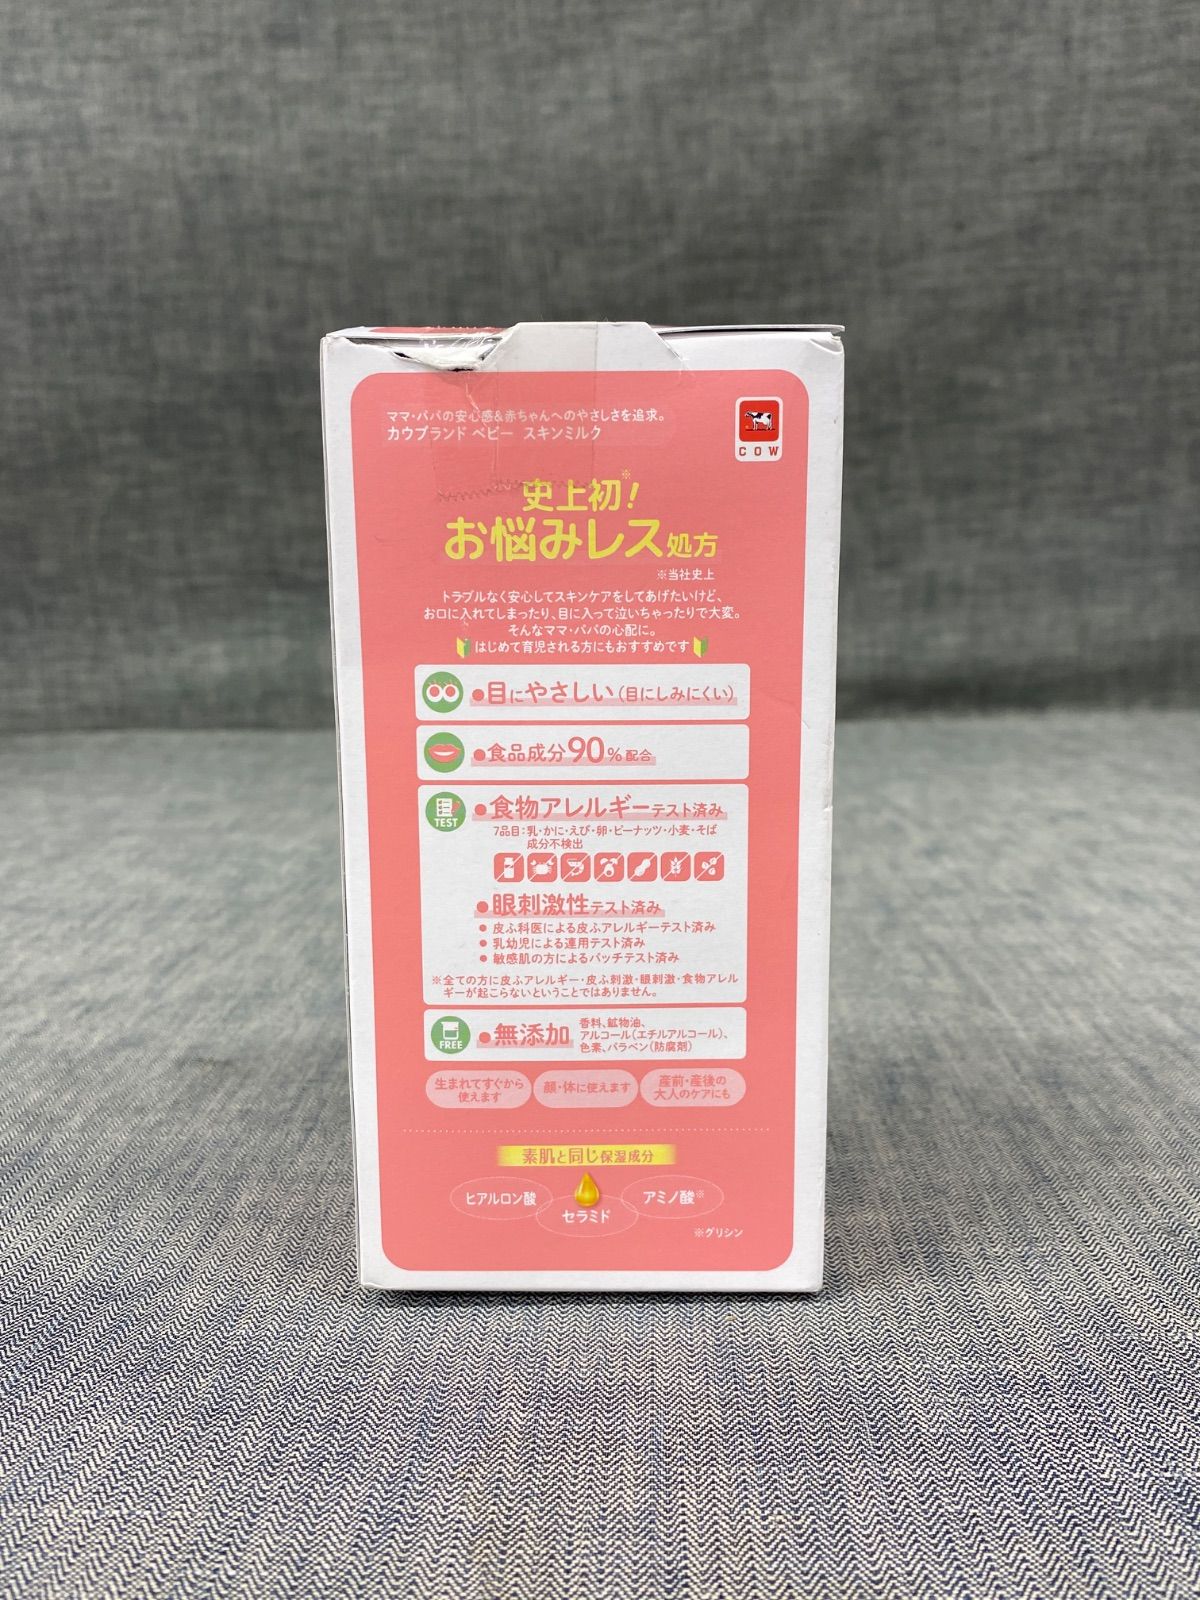 ママ・パパの安心感&赤ちゃんへのやさしさを追求。
カウブランド ベビー スキンミルク
COW
史上初!※
お悩みレス処方
※当社史上
トラブルなく安心してスキンケアをしてあげたいけど、
お口に入れてしまったり、目に入って泣いちゃったりで大変。
そんなママ・パパの心配に。
はじめて育児される方にもおすすめです
●目にやさしい(目にしみにくい)
●食品成分90%配合
TEST
●食物アレルギーテスト済み
7品目:乳・かに・えび・卵・ピーナッツ・小麦・そば
成分不検出
●眼刺激性テスト済み
●皮ふ科医による皮ふアレルギーテスト済み
●乳幼児による連用テスト済み
●敏感肌の方によるパッチテスト済み
※全ての方に皮ふアレルギー・皮ふ刺激・眼刺激・食物アレル
ギーが起こらないということではありません。
FREE
●無添加
香料、鉱物油、
アルコール(エチルアルコール)、
色素、パラベン(防腐剤)
生まれてすぐから
使えます
顔・体に使えます
産前・産後の
大人のケアにも
素肌と同じ保湿成分
ヒアルロン酸
セラミド
アミノ酸※
※グリシン